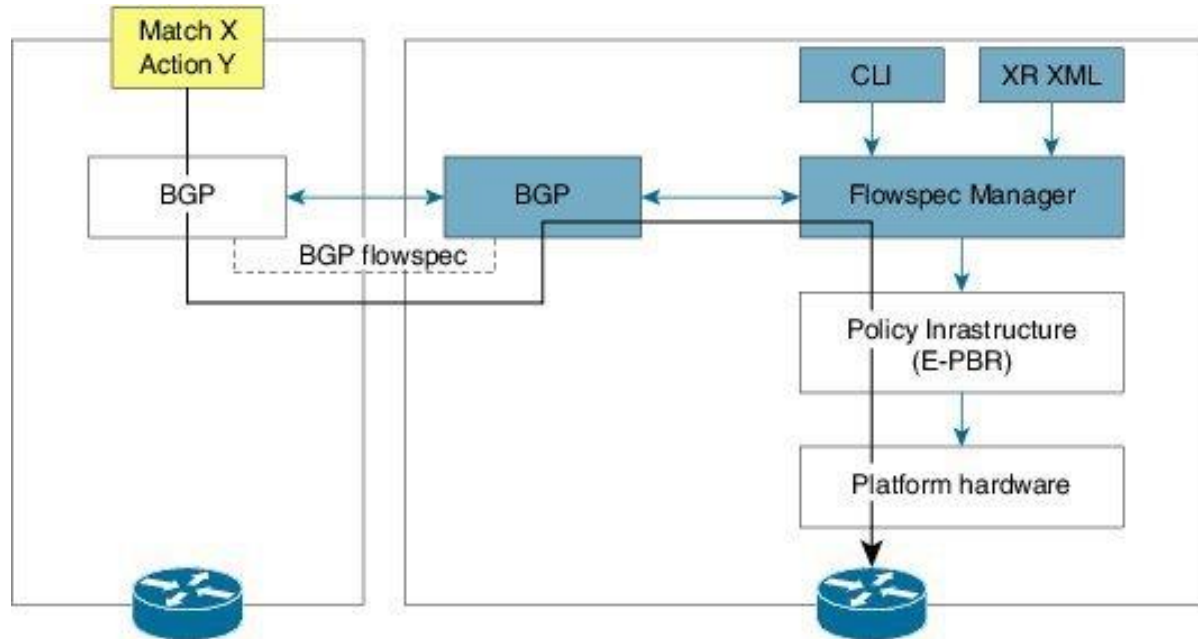 Match X
Action Y
CLI
XR XML
BGP
BGP
Flowspec Manager
BGP flowspec
Policy Inrastructure
(E-PBR)
Platform hardware